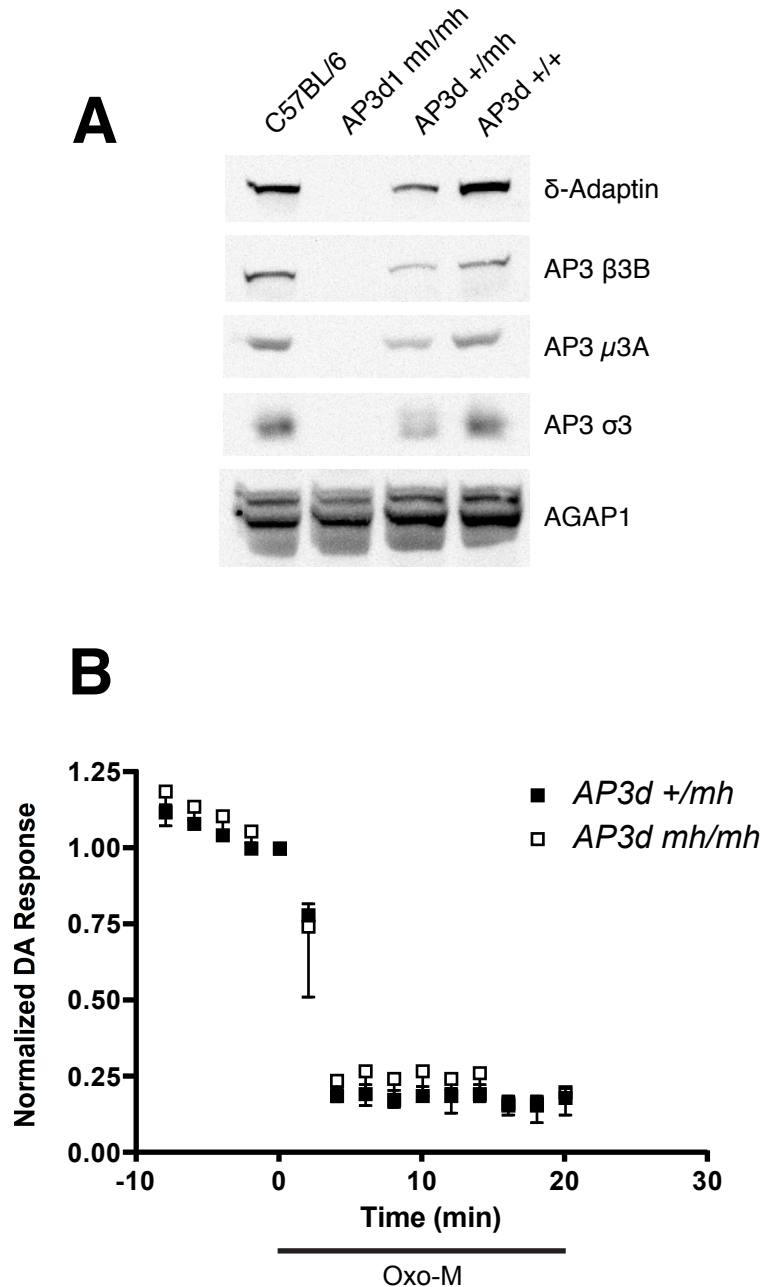 A
C57BL/6
AP3d1 mh/mh
AP3d +/mh
AP3d +/+
δ-Adaptin
AP3 β3B
AP3 µ3A
AP3 σ3
AGAP1
B
AP3d +/mh
AP3d mh/mh
Normalized DA Response
1.25
1.00
0.75
0.50
0.25
0.00
-10
0
10
20
30
Time (min)
Oxo-M